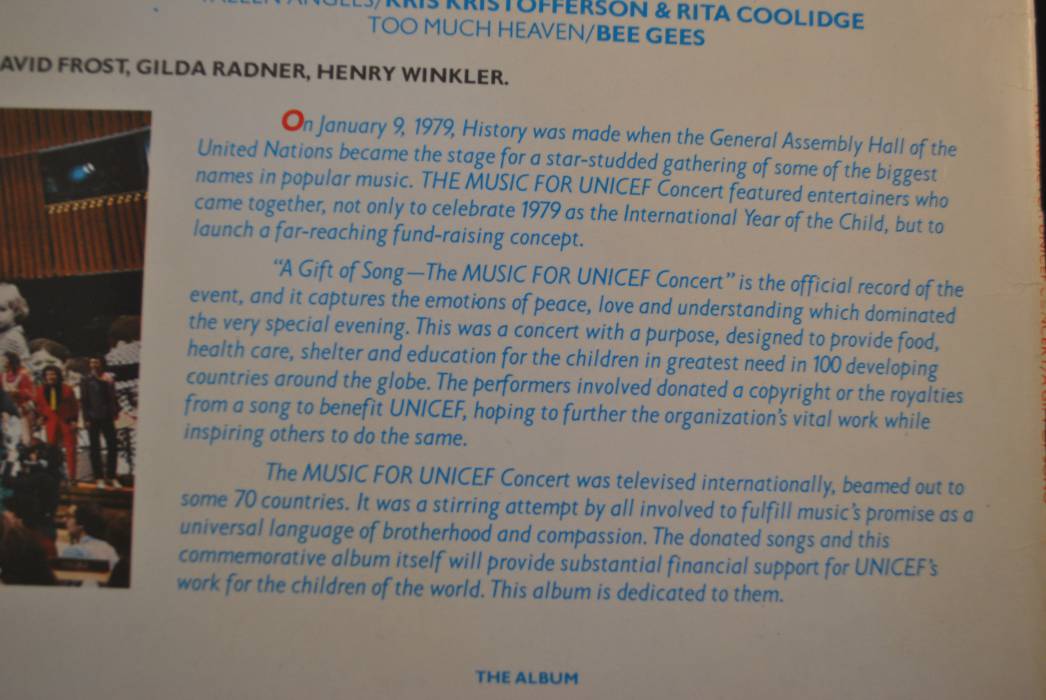 KRIS KRISTOFFERSON & RITA COOLIDGE
TOO MUCH HEAVEN/BEE GEES
AVID FROST, GILDA RADNER, HENRY WINKLER.
On January 9, 1979, History was made when the General Assembly Hall of the
United Nations became the stage for a star-studded gathering of some of the biggest
names in popular music. THE MUSIC FOR UNICEF Concert featured entertainers who
came together, not only to celebrate 1979 as the International Year of the Child, but to
launch a far-reaching fund-raising concept.
"A Gift of Song—The MUSIC FOR UNICEF Concert" is the official record of the
event, and it captures the emotions of peace, love and understanding which dominated
the very special evening. This was a concert with a purpose, designed to provide food,
health care, shelter and education for the children in greatest need in 100 developing
countries around the globe. The performers involved donated a copyright or the royalties
from a song to benefit UNICEF, hoping to further the organization's vital work while
inspiring others to do the same.
The MUSIC FOR UNICEF Concert was televised internationally, beamed out to
some 70 countries. It was a stirring attempt by all involved to fulfill music's promise as a
universal language of brotherhood and compassion. The donated songs and this
commemorative album itself will provide substantial financial support for UNICEF's
work for the children of the world. This album is dedicated to them.
THE ALBUM